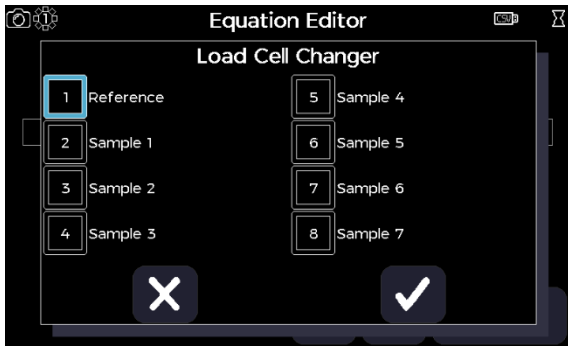 1 Equation Editor CSV
Load Cell Changer
1 Reference
2 Sample 1
3 Sample 2
4 Sample 3
5 Sample 4
6 Sample 5
7 Sample 6
8 Sample 7